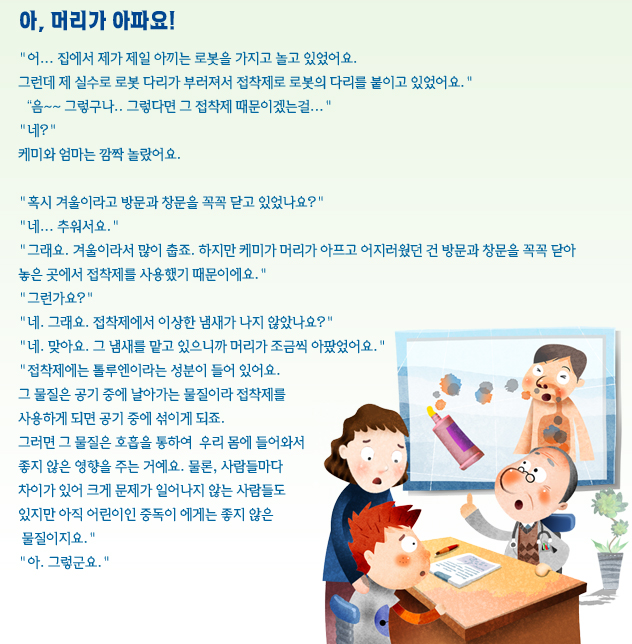 아, 머리가 아파요!
"어... 집에서 제가 제일 아끼는 로봇을 가지고 놀고 있었어요.
그런데 제 실수로 로봇 다리가 부러져서 접착제로 로봇의 다리를 붙이고 있었어요."
“음~~ 그렇구나.. 그렇다면 그 접착제 때문이겠는걸..."
"네?"
케미와 엄마는 깜짝 놀랐어요.
"혹시 겨울이라고 방문과 창문을 꼭꼭 닫고 있었나요?"
"네... 추워서요."
"그래요. 겨울이라서 많이 춥죠. 하지만 케미가 머리가 아프고 어지러웠던 건 방문과 창문을 꼭꼭 닫아
놓은 곳에서 접착제를 사용했기 때문이에요."
"그런가요?"
"네. 그래요. 접착제에서 이상한 냄새가 나지 않았나요?"
"네. 맞아요. 그 냄새를 맡고 있으니까 머리가 조금씩 아팠었어요."
"접착제에는 톨루엔이라는 성분이 들어 있어요.
그 물질은 공기 중에 날아가는 물질이라 접착제를
사용하게 되면 공기 중에 섞이게 되죠.
그러면 그 물질은 호흡을 통하여 우리 몸에 들어와서
좋지 않은 영향을 주는 거예요. 물론, 사람들마다
차이가 있어 크게 문제가 일어나지 않는 사람들도
있지만 아직 어린이인 중독이 에게는 좋지 않은
물질이지요."
"아. 그렇군요."